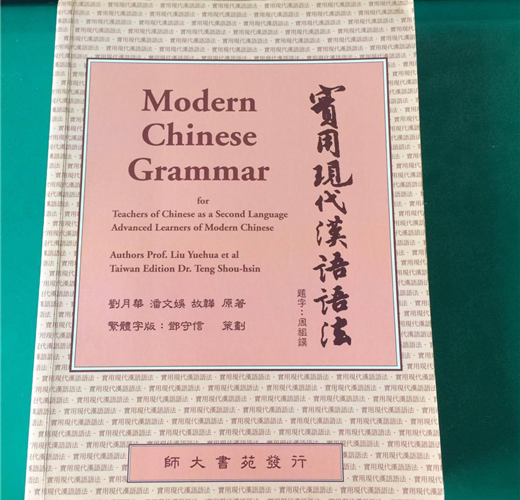 Modern
Chinese
Grammar
for
Teachers of Chinese as a Second Language
Advanced Learners of Modern Chinese
Authors Prof. Liu Yuehua et al
Taiwan Edition Dr. Teng Shou-hsin
劉月華 潘文娛 故韡 原著
繁體字版：鄧守信 策劃
實用現代漢語語法
題字：周祖謨
師大書苑發行